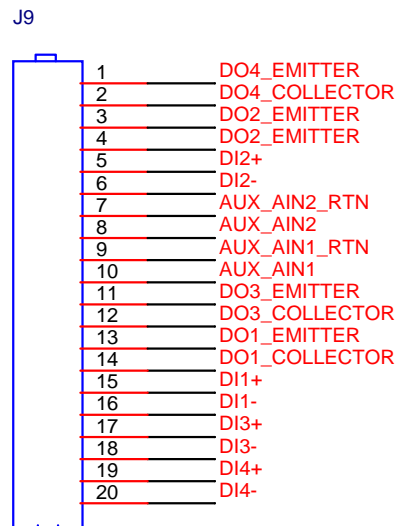 J9
1 DO4_EMITTER
2 DO4_COLLECTOR
3 DO2_EMITTER
4 DO2_EMITTER
5 DI2+
6 DI2-
7 AUX_AIN2_RTN
8 AUX_AIN2
9 AUX_AIN1_RTN
10 AUX_AIN1
11 DO3_EMITTER
12 DO3_COLLECTOR
13 DO1_EMITTER
14 DO1_COLLECTOR
15 DI1+
16 DI1-
17 DI3+
18 DI3-
19 DI4+
20 DI4-